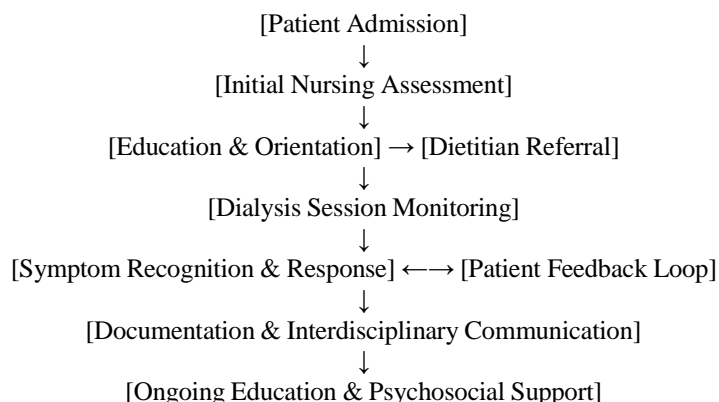 [Patient Admission]
↓
[Initial Nursing Assessment]
↓
[Education & Orientation] → [Dietitian Referral]
↓
[Dialysis Session Monitoring]
↓
[Symptom Recognition & Response] ←→ [Patient Feedback Loop]
↓
[Documentation & Interdisciplinary Communication]
↓
[Ongoing Education & Psychosocial Support]